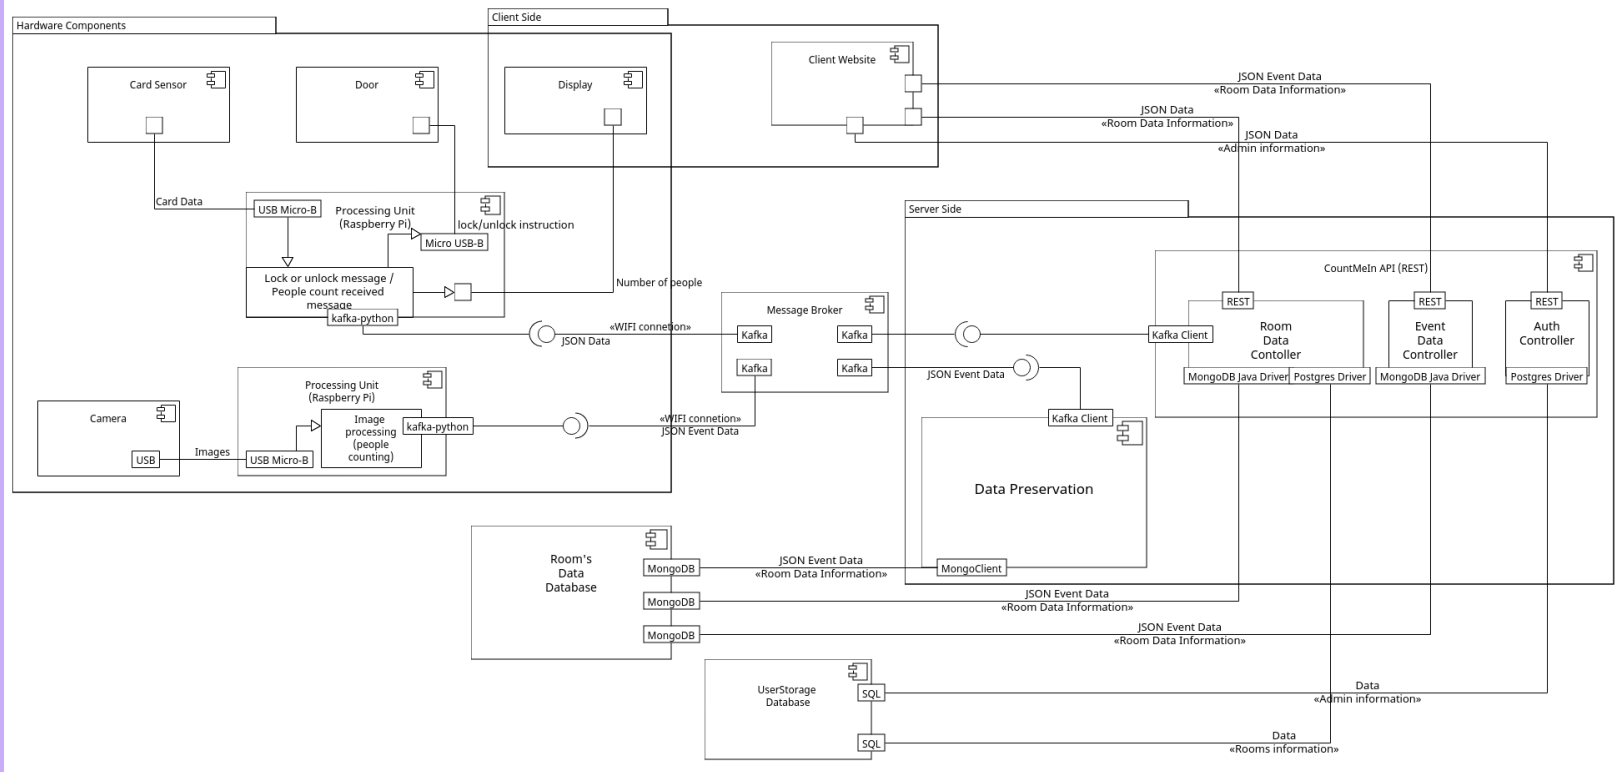 Hardware Components
Client Side
Card Sensor
Door
Display
Client Website
JSON Event Data
«Room Data Information»
JSON Data
«Room Data Information»
JSON Data
«Admin information»
Card Data
USB Micro-B
Processing Unit
(Raspberry Pi)
lock/unlock instruction
Micro USB-B
Lock or unlock message /
People count received
message
kafka-python
Number of people
«WIFI connetion»
JSON Data
Message Broker
Kafka
Kafka
Kafka
Kafka
Server Side
CountMeIn API (REST)
REST
REST
REST
Kafka Client
Room
Data
Contoller
Event
Data
Controller
Auth
Controller
MongoDB Java Driver
Postgres Driver
MongoDB Java Driver
Postgres Driver
JSON Event Data
Kafka Client
Data Preservation
MongoClient
Camera
USB
Images
Processing Unit
(Raspberry Pi)
USB Micro-B
Image
processing
(people
counting)
kafka-python
«WIFI connetion»
JSON Event Data
Room's
Data
Database
MongoDB
MongoDB
MongoDB
JSON Event Data
«Room Data Information»
JSON Event Data
«Room Data Information»
JSON Event Data
«Room Data Information»
UserStorage
Database
SQL
SQL
Data
«Admin information»
Data
«Rooms information»